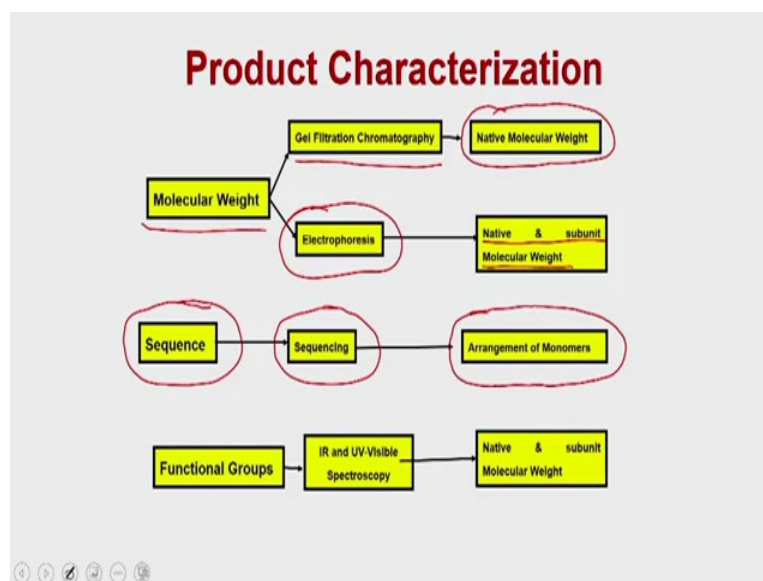 Product Characterization
Gel Filtration Chromatography
Native Molecular Weight
Molecular Weight
Electrophoresis
Native & subunit
Molecular Weight
Sequence
Sequencing
Arrangement of Monomers
Functional Groups
IR and UV-Visible
Spectroscopy
Native & subunit
Molecular Weight